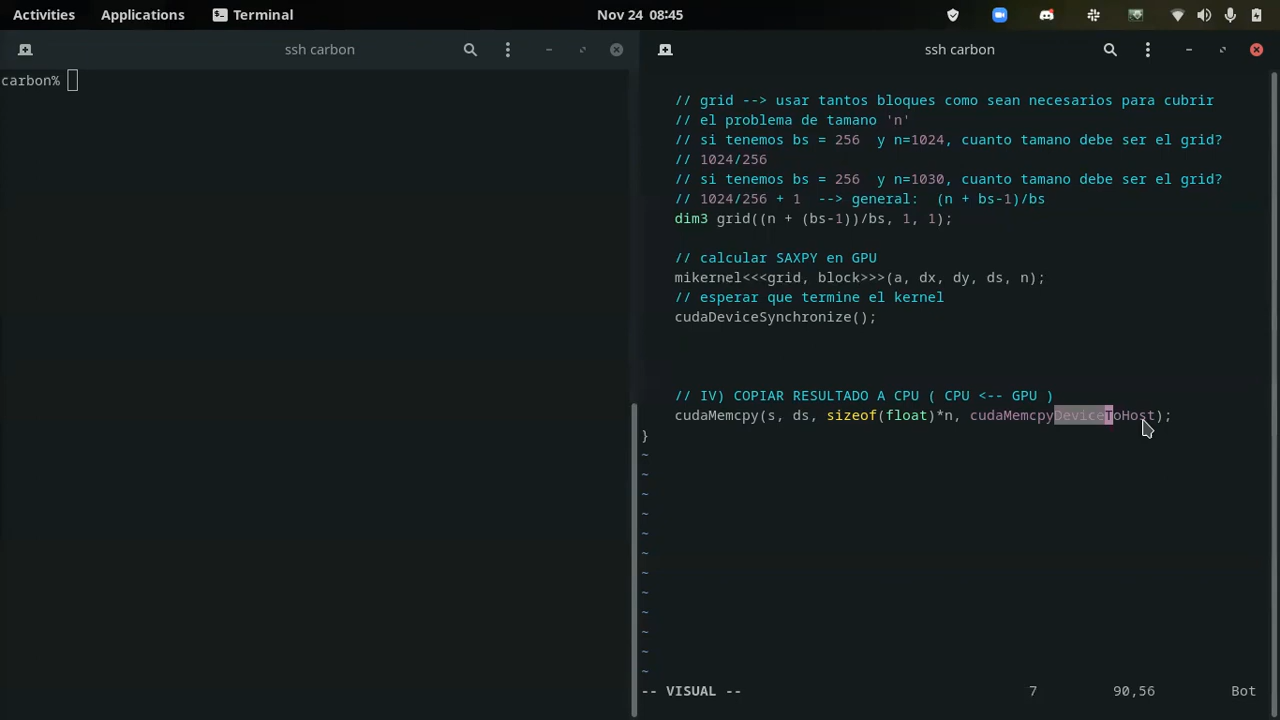 Activities Applications Terminal Nov 24 08:45
ssh carbon
carbon%
ssh carbon
// grid --> usar tantos bloques como sean necesarios para cubrir
// el problema de tamano 'n'
// si tenemos bs = 256  y n=1024, cuanto tamano debe ser el grid?
// 1024/256
// si tenemos bs = 256  y n=1030, cuanto tamano debe ser el grid?
// 1024/256 + 1  --> general:  (n + bs-1)/bs
dim3 grid((n + (bs-1))/bs, 1, 1);
// calcular SAXPY en GPU
mikernel<<<grid, block>>>(a, dx, dy, ds, n);
// esperar que termine el kernel
cudaDeviceSynchronize();
// IV) COPIAR RESULTADO A CPU ( CPU <-- GPU )
cudaMemcpy(s, ds, sizeof(float)*n, cudaMemcpyDeviceToHost);
}
~
~
~
~
~
~
~
~
~
~
~
~
-- VISUAL -- 7 90,56 Bot